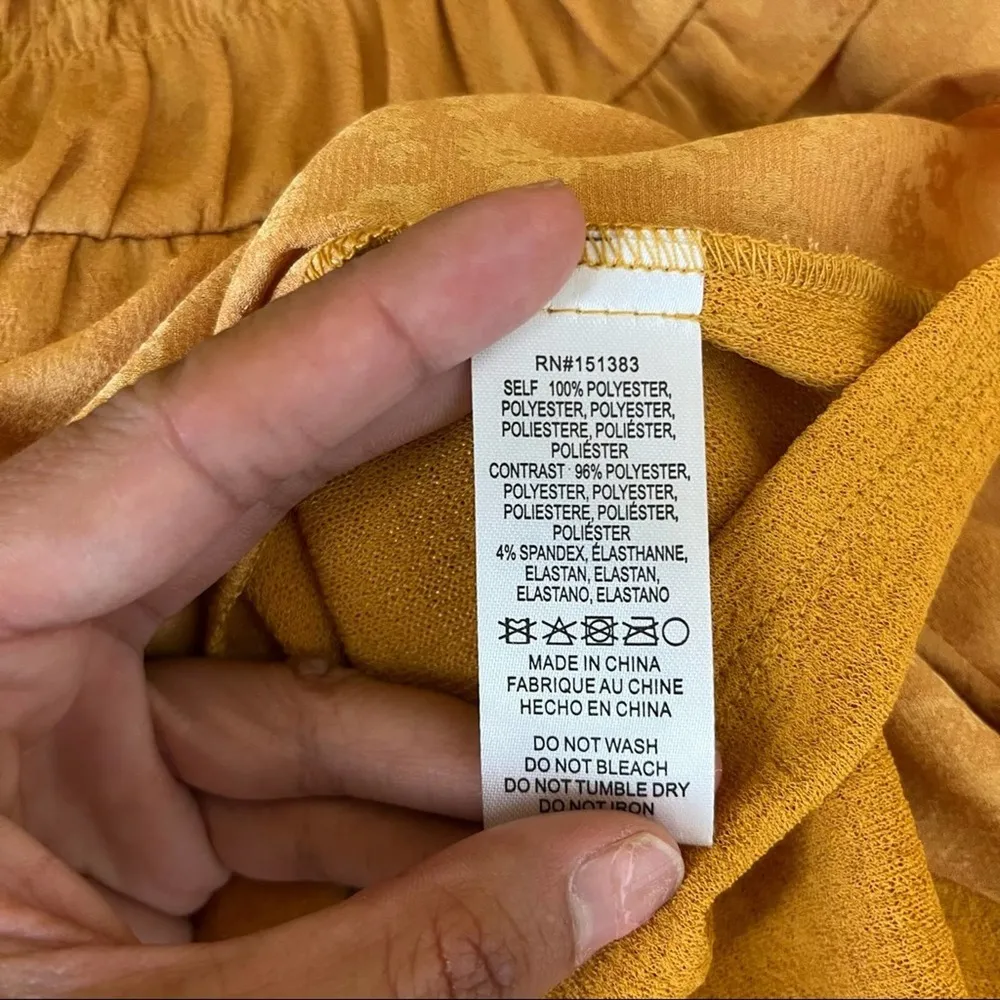 RN#151383
SELF 100% POLYESTER,
POLYESTER, POLYESTER,
POLIESTERE, POLIÉSTER,
POLIÉSTER
CONTRAST 96% POLYESTER,
POLYESTER, POLYESTER,
POLIESTERE, POLIÉSTER,
POLIÉSTER
4% SPANDEX, ÉLASTHANNE,
ELASTAN, ELASTAN,
ELASTANO, ELASTANO
MADE IN CHINA
FABRIQUE AU CHINE
HECHO EN CHINA
DO NOT WASH
DO NOT BLEACH
DO NOT TUMBLE DRY
DO NOT IRON